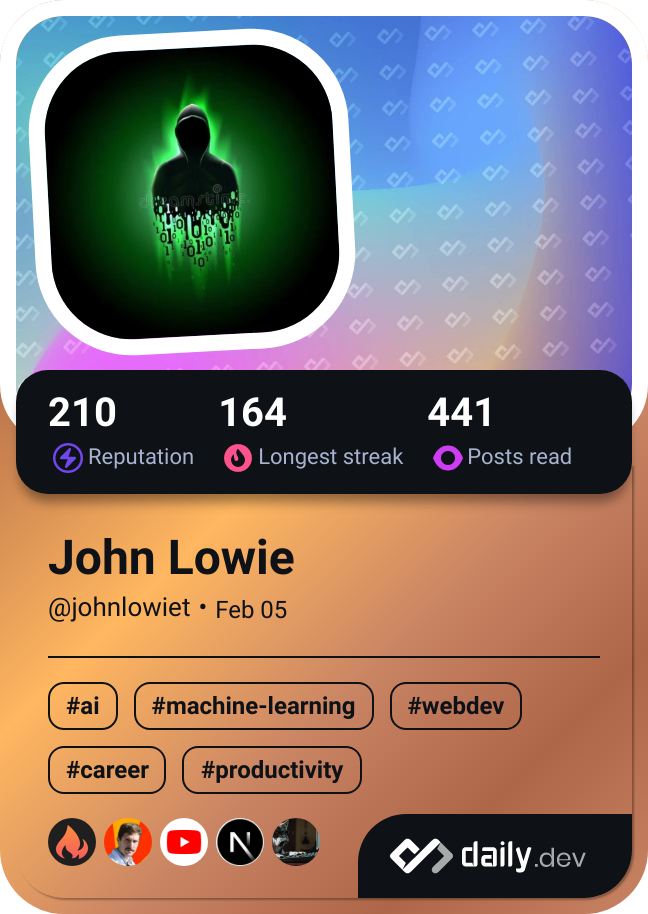 210 164 441
Reputation Longest streak Posts read
John Lowie
@johnlowiet • Feb 05
#ai #machine-learning #webdev
#career #productivity
N
daily.dev